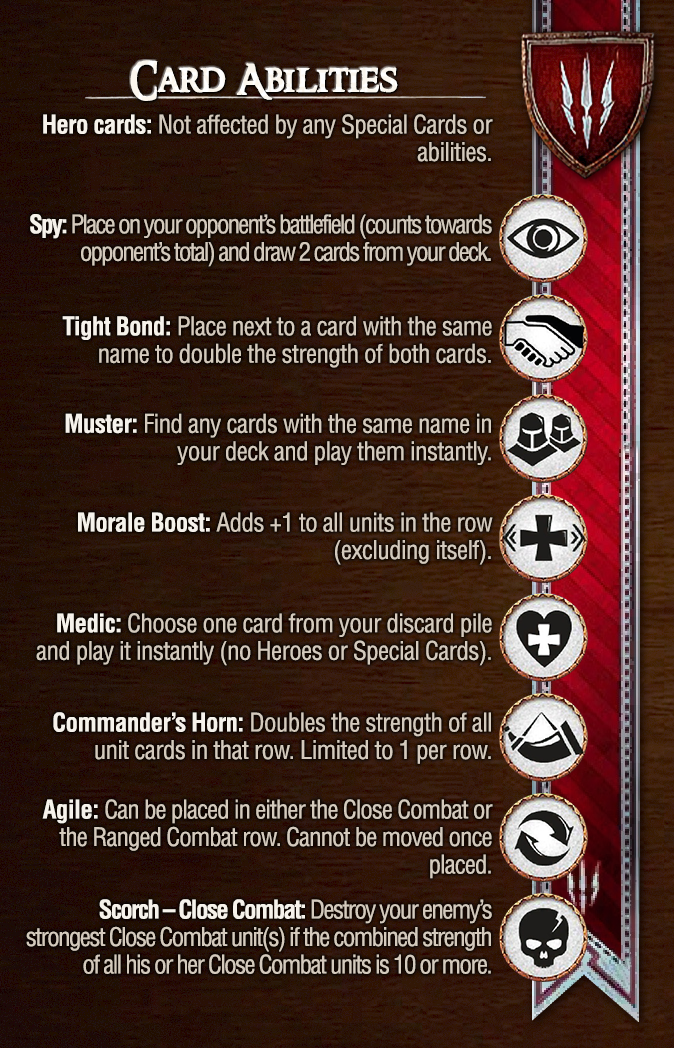 CARD ABILITIES
Hero cards: Not affected by any Special Cards or
abilities.
Spy: Place on your opponent's battlefield (counts towards
opponent's total) and draw 2 cards from your deck.
Tight Bond: Place next to a card with the same
name to double the strength of both cards.
Muster: Find any cards with the same name in
your deck and play them instantly.
Morale Boost: Adds +1 to all units in the row
(excluding itself).
Medic: Choose one card from your discard pile
and play it instantly (no Heroes or Special Cards).
Commander's Horn: Doubles the strength of all
unit cards in that row. Limited to 1 per row.
Agile: Can be placed in either the Close Combat or
the Ranged Combat row. Cannot be moved once
placed.
Scorch – Close Combat: Destroy your enemy's
strongest Close Combat unit(s) if the combined strength
of all his or her Close Combat units is 10 or more.